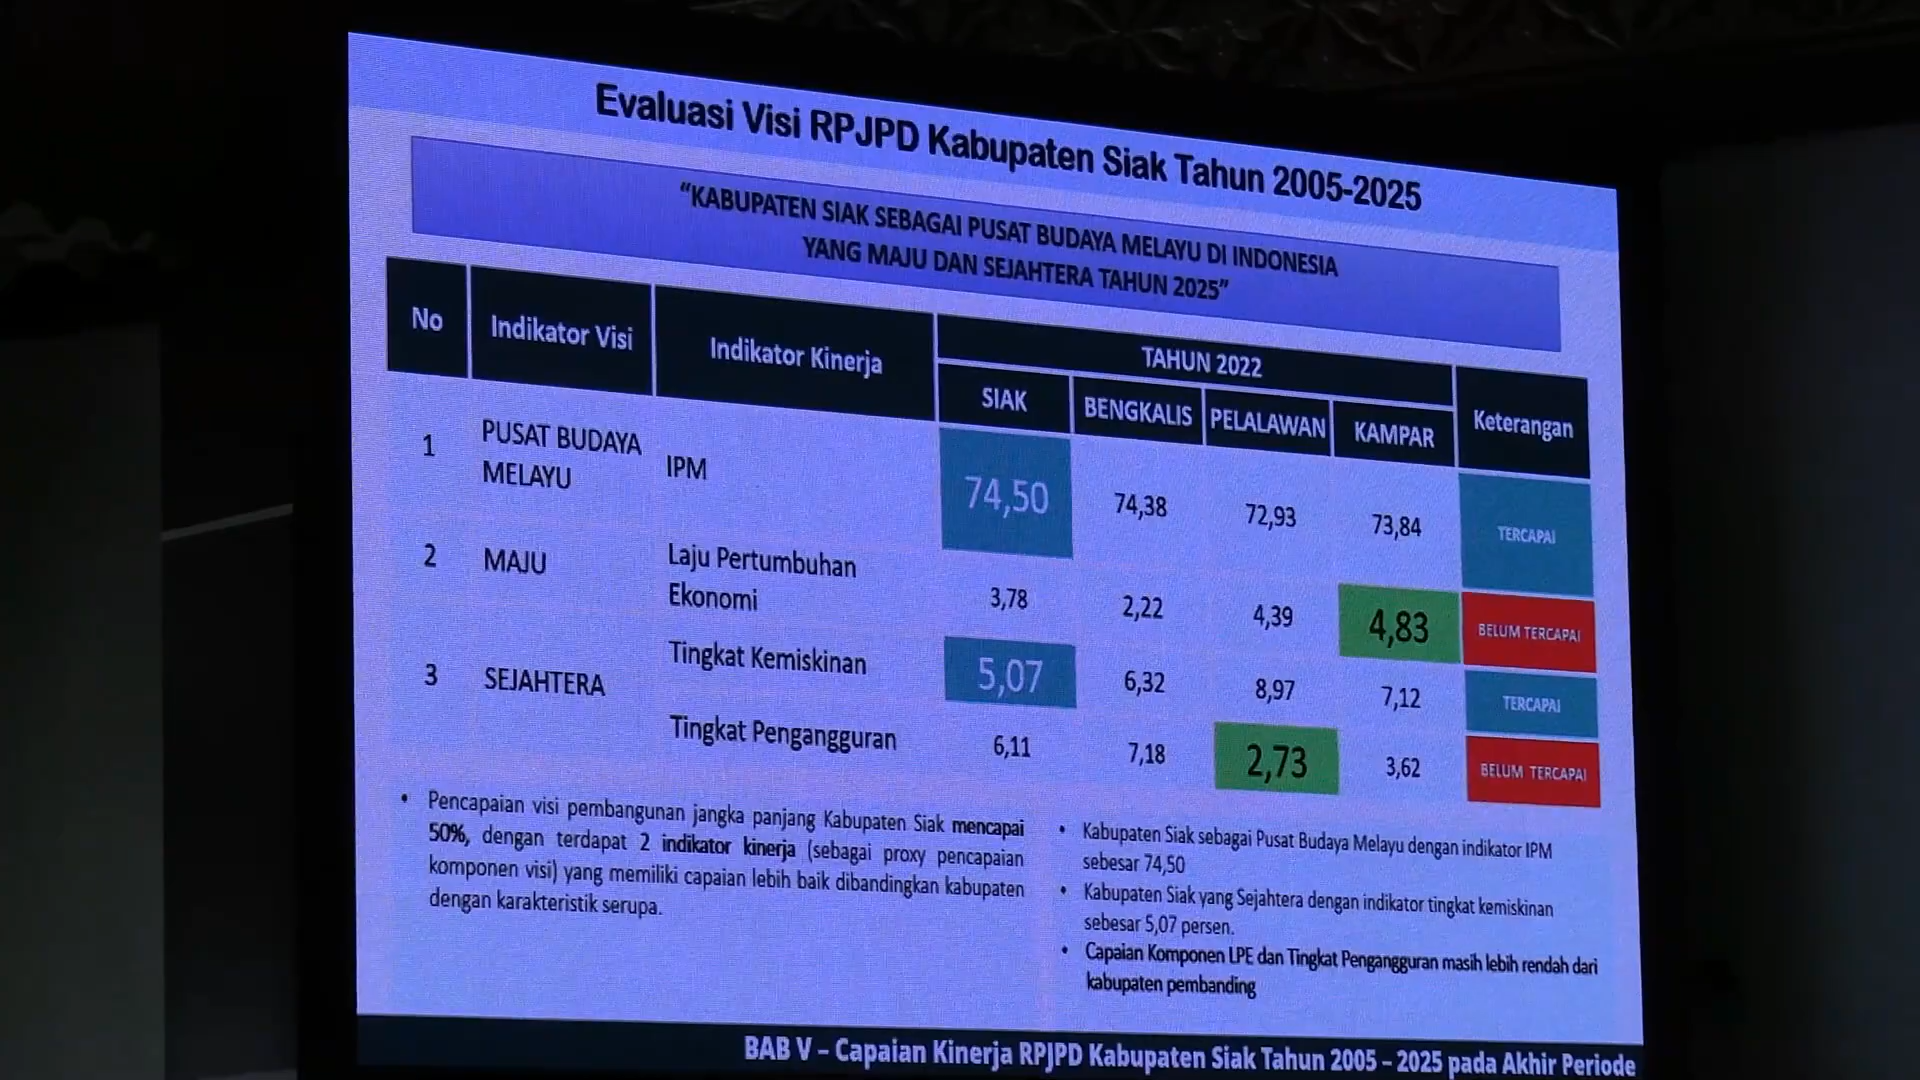 Evaluasi Visi RPJPD Kabupaten Siak Tahun 2005-2025
“KABUPATEN SIAK SEBAGAI PUSAT BUDAYA MELAYU DI INDONESIA
YANG MAJU DAN SEJAHTERA TAHUN 2025”
No Indikator Visi Indikator Kinerja TAHUN 2022 Keterangan
SIAK BENGKALIS PELALAWAN KAMPAR
1 PUSAT BUDAYA MELAYU IPM 74,50 74,38 72,93 73,84 TERCAPAI
2 MAJU Laju Pertumbuhan Ekonomi 3,78 2,22 4,39 4,83 BELUM TERCAPAI
3 SEJAHTERA Tingkat Kemiskinan 5,07 6,32 8,97 7,12 TERCAPAI
Tingkat Pengangguran 6,11 7,18 2,73 3,62 BELUM TERCAPAI
• Pencapaian visi pembangunan jangka panjang Kabupaten Siak mencapai
50%, dengan terdapat 2 indikator kinerja (sebagai proxy pencapaian
komponen visi) yang memiliki capaian lebih baik dibandingkan kabupaten
dengan karakteristik serupa.
• Kabupaten Siak sebagai Pusat Budaya Melayu dengan indikator IPM
sebesar 74,50
• Kabupaten Siak yang Sejahtera dengan indikator tingkat kemiskinan
sebesar 5,07 persen.
• Capaian Komponen LPE dan Tingkat Pengangguran masih lebih rendah dari
kabupaten pembanding
BAB V – Capaian Kinerja RPJPD Kabupaten Siak Tahun 2005 – 2025 pada Akhir Periode